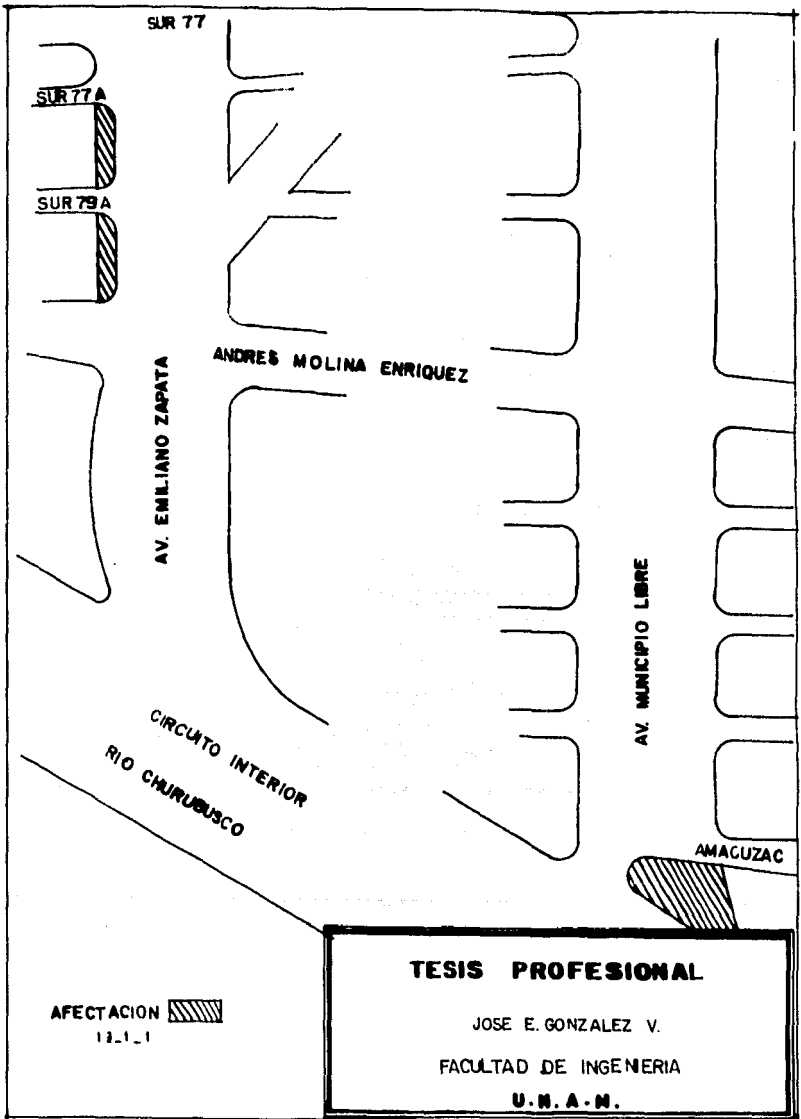 SUR 77
SUR 77 A
SUR 79 A
ANDRES MOLINA ENRIQUEZ
AV. EMILIANO ZAPATA
AV. MUNICIPIO LIBRE
CIRCUITO INTERIOR
RIO CHURUBUSCO
AMACUZAC
AFECTACION
TESIS PROFESIONAL
JOSE E. GONZALEZ V.
FACULTAD DE INGENIERIA
U.N.A.M.